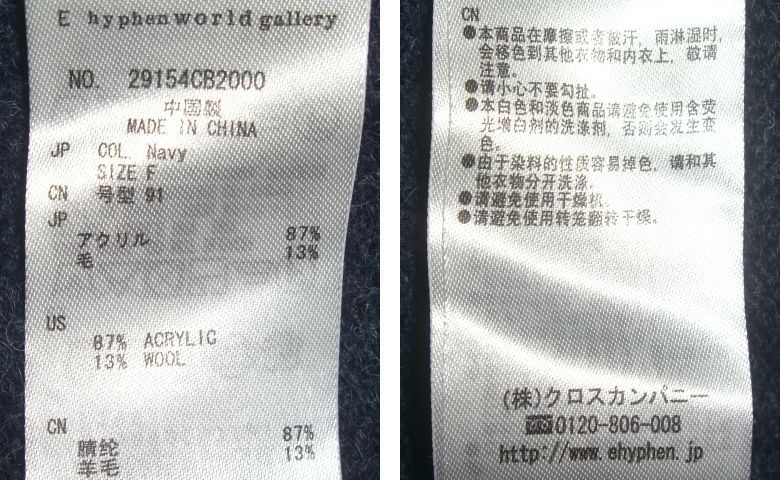 E hyphenworld gallery
NO. 29154CB2000
中国製
MADE IN CHINA
JP COL. Navy
SIZE F
CN 号型 91
JP
アクリル 87%
毛 13%
US
87% ACRYLIC
13% WOOL
CN
腈纶 87%
羊毛 13%
CN
●本商品在摩擦或者被汗，雨淋湿时，
会移色到其他衣物和内衣上，敬请
注意。
●请小心不要勾扯。
●本白色和淡色商品请避免使用含荧
光增白剂的洗涤剂，否则会发生变
色。
●由于染料的性质容易掉色，请和其
他衣物分开洗涤。
●请避免使用干燥机。
●请避免使用转笼翻转干燥。
(株)クロスカンパニー
0120-806-008
http://www.ehyphen.jp